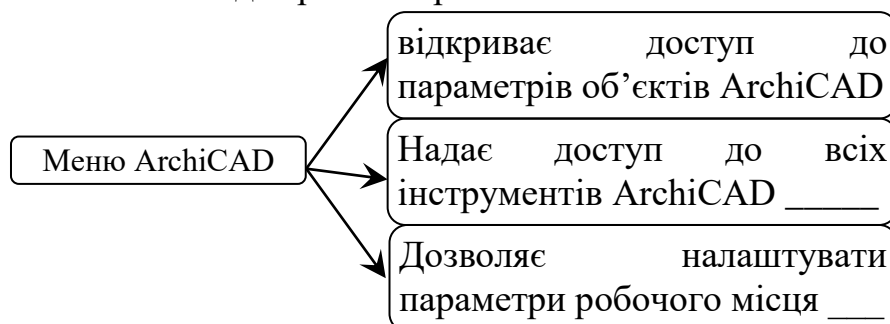 відкриває доступ до
параметрів об’єктів ArchiCAD
Меню ArchiCAD
Надає доступ до всіх
інструментів ArchiCAD _____
Дозволяє налаштувати
параметри робочого місця ___